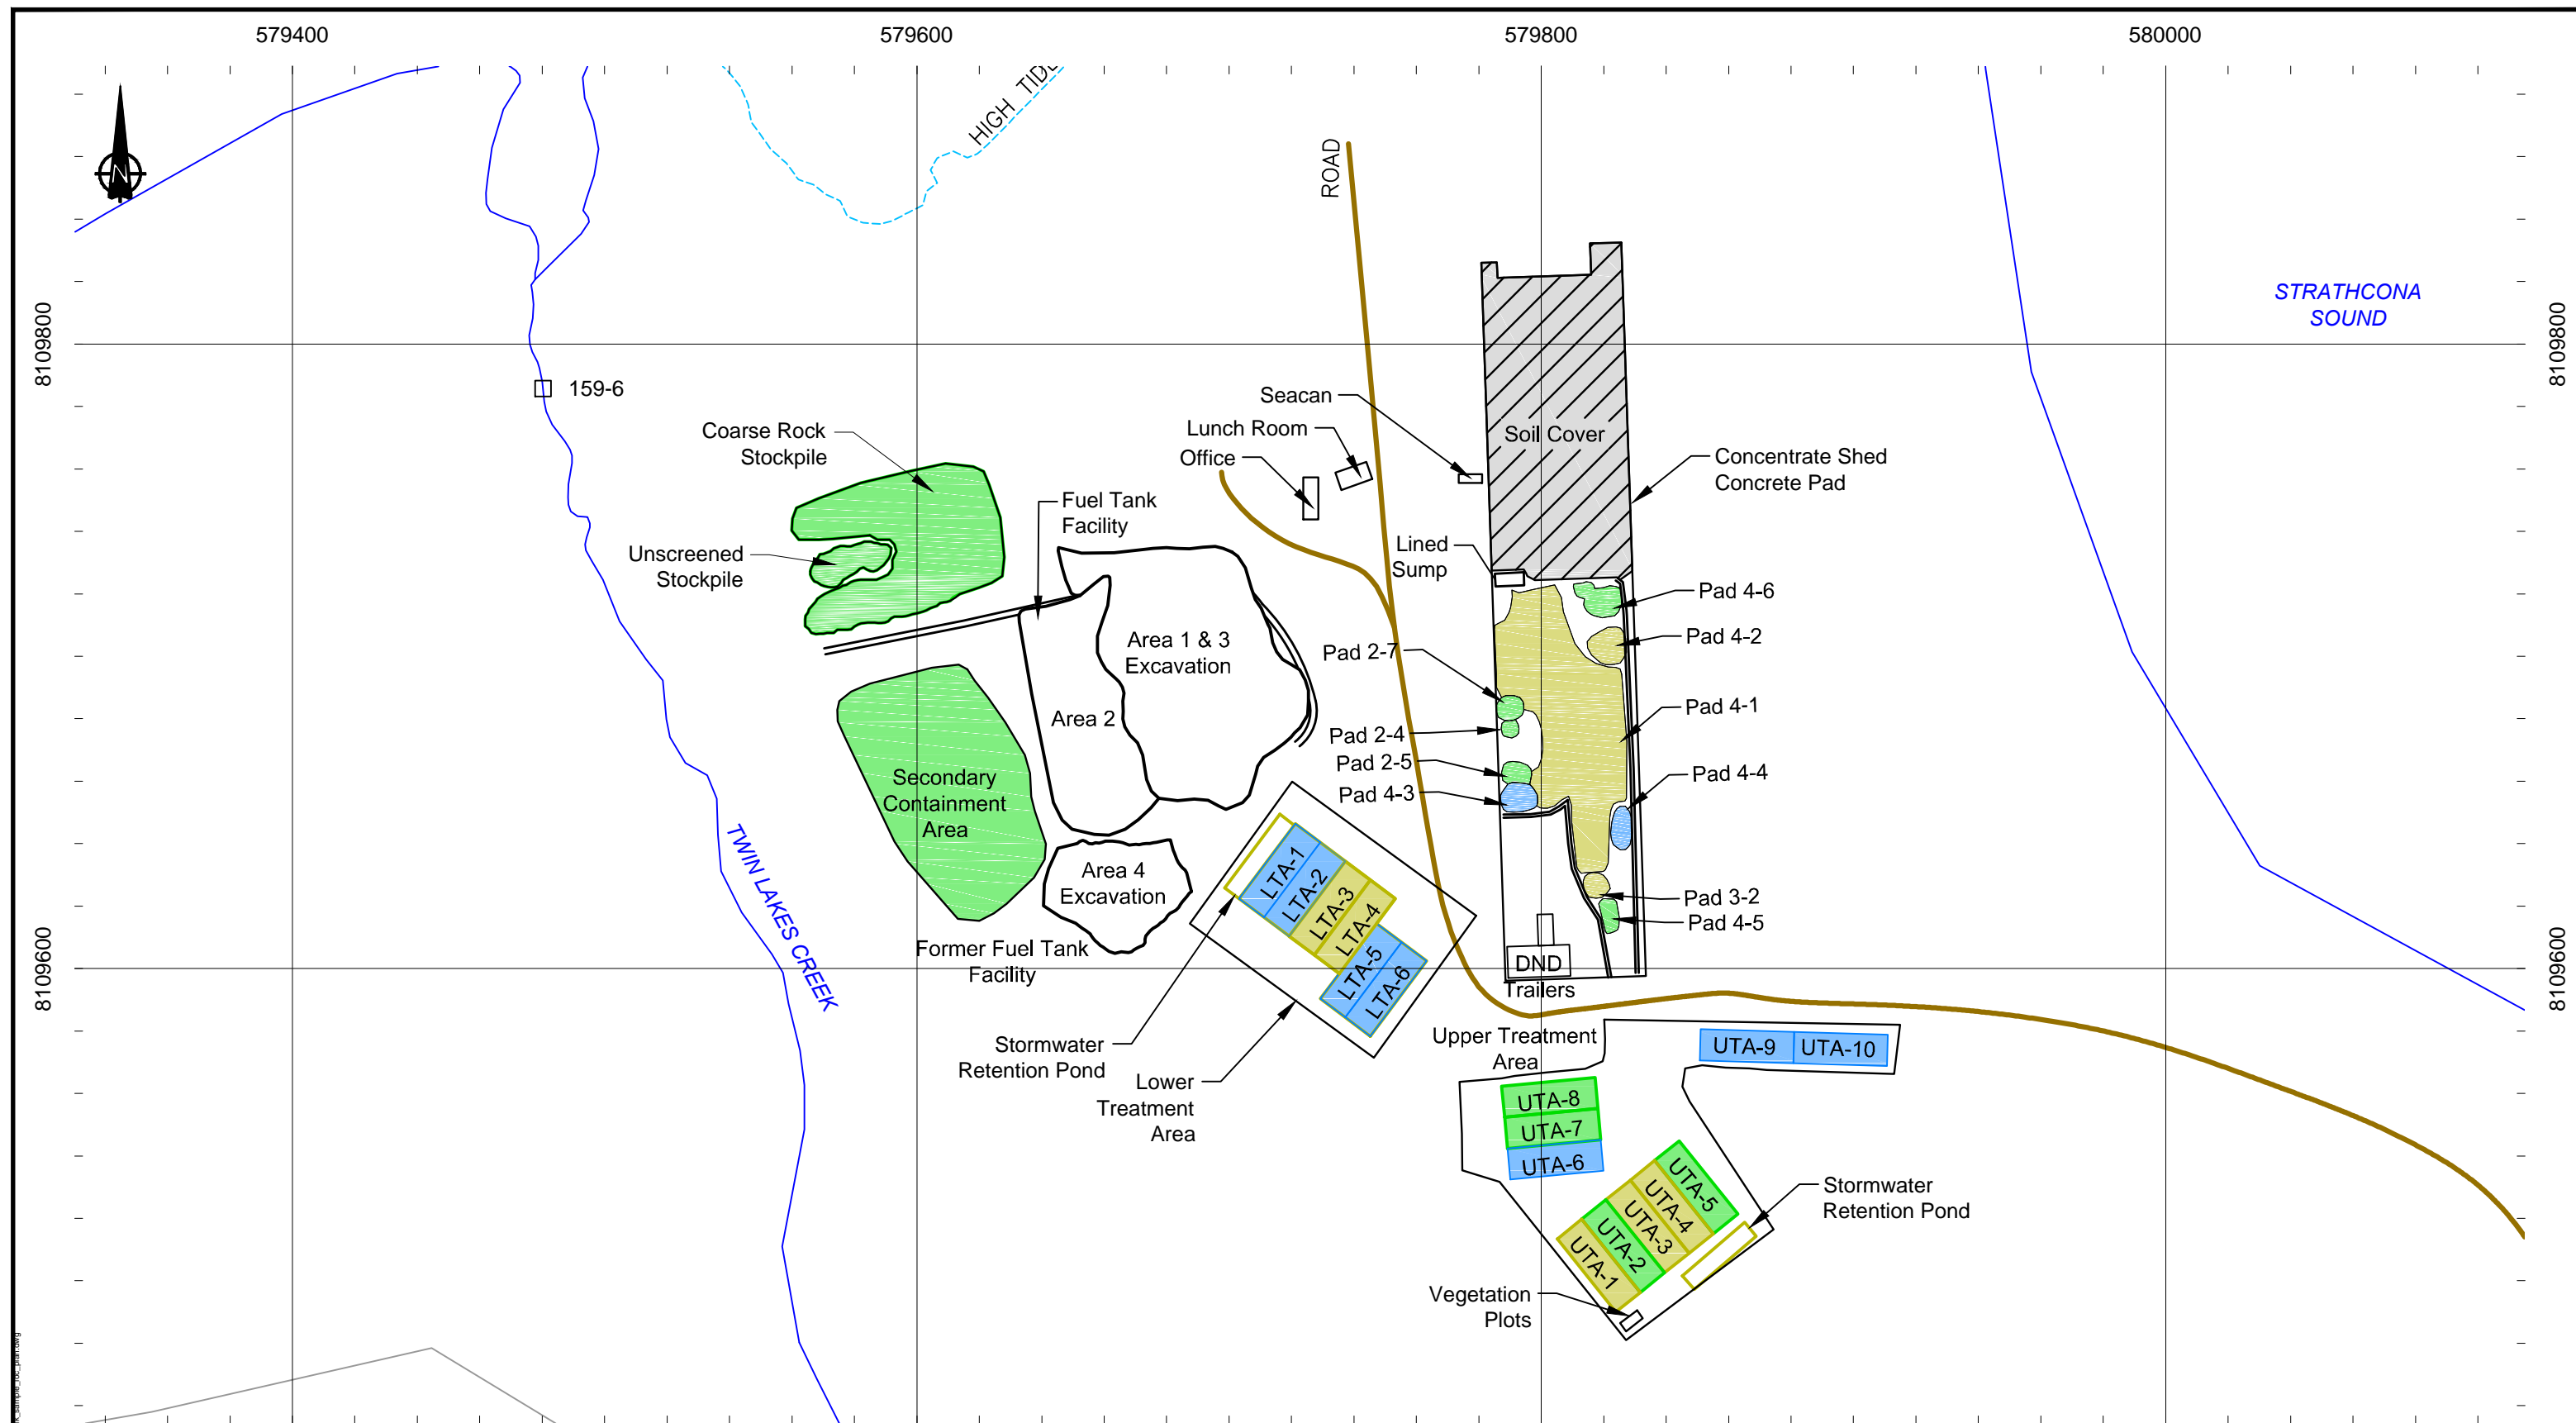 579400
579600
579800
580000
8109800
8109800
8109600
8109600
N
HIGH TIDE
ROAD
STRATHCONA
SOUND
159-6
Coarse Rock
Stockpile
Unscreened
Stockpile
Fuel Tank
Facility
Seacan
Lunch Room
Office
Soil Cover
Concentrate Shed
Concrete Pad
Lined
Sump
Pad 4-6
Pad 4-2
Pad 2-7
Pad 4-1
Pad 2-4
Pad 2-5
Pad 4-3
Pad 4-4
Pad 3-2
Pad 4-5
Area 1 & 3
Excavation
Area 2
Secondary
Containment
Area
Area 4
Excavation
Former Fuel Tank
Facility
TWIN LAKES CREEK
LTA-1
LTA-2
LTA-3
LTA-4
LTA-5
LTA-6
DND
Trailers
Stormwater
Retention Pond
Lower
Treatment
Area
Upper Treatment
Area
UTA-9
UTA-10
UTA-8
UTA-7
UTA-6
UTA-5
UTA-4
UTA-3
UTA-2
UTA-1
Stormwater
Retention Pond
Vegetation
Plots